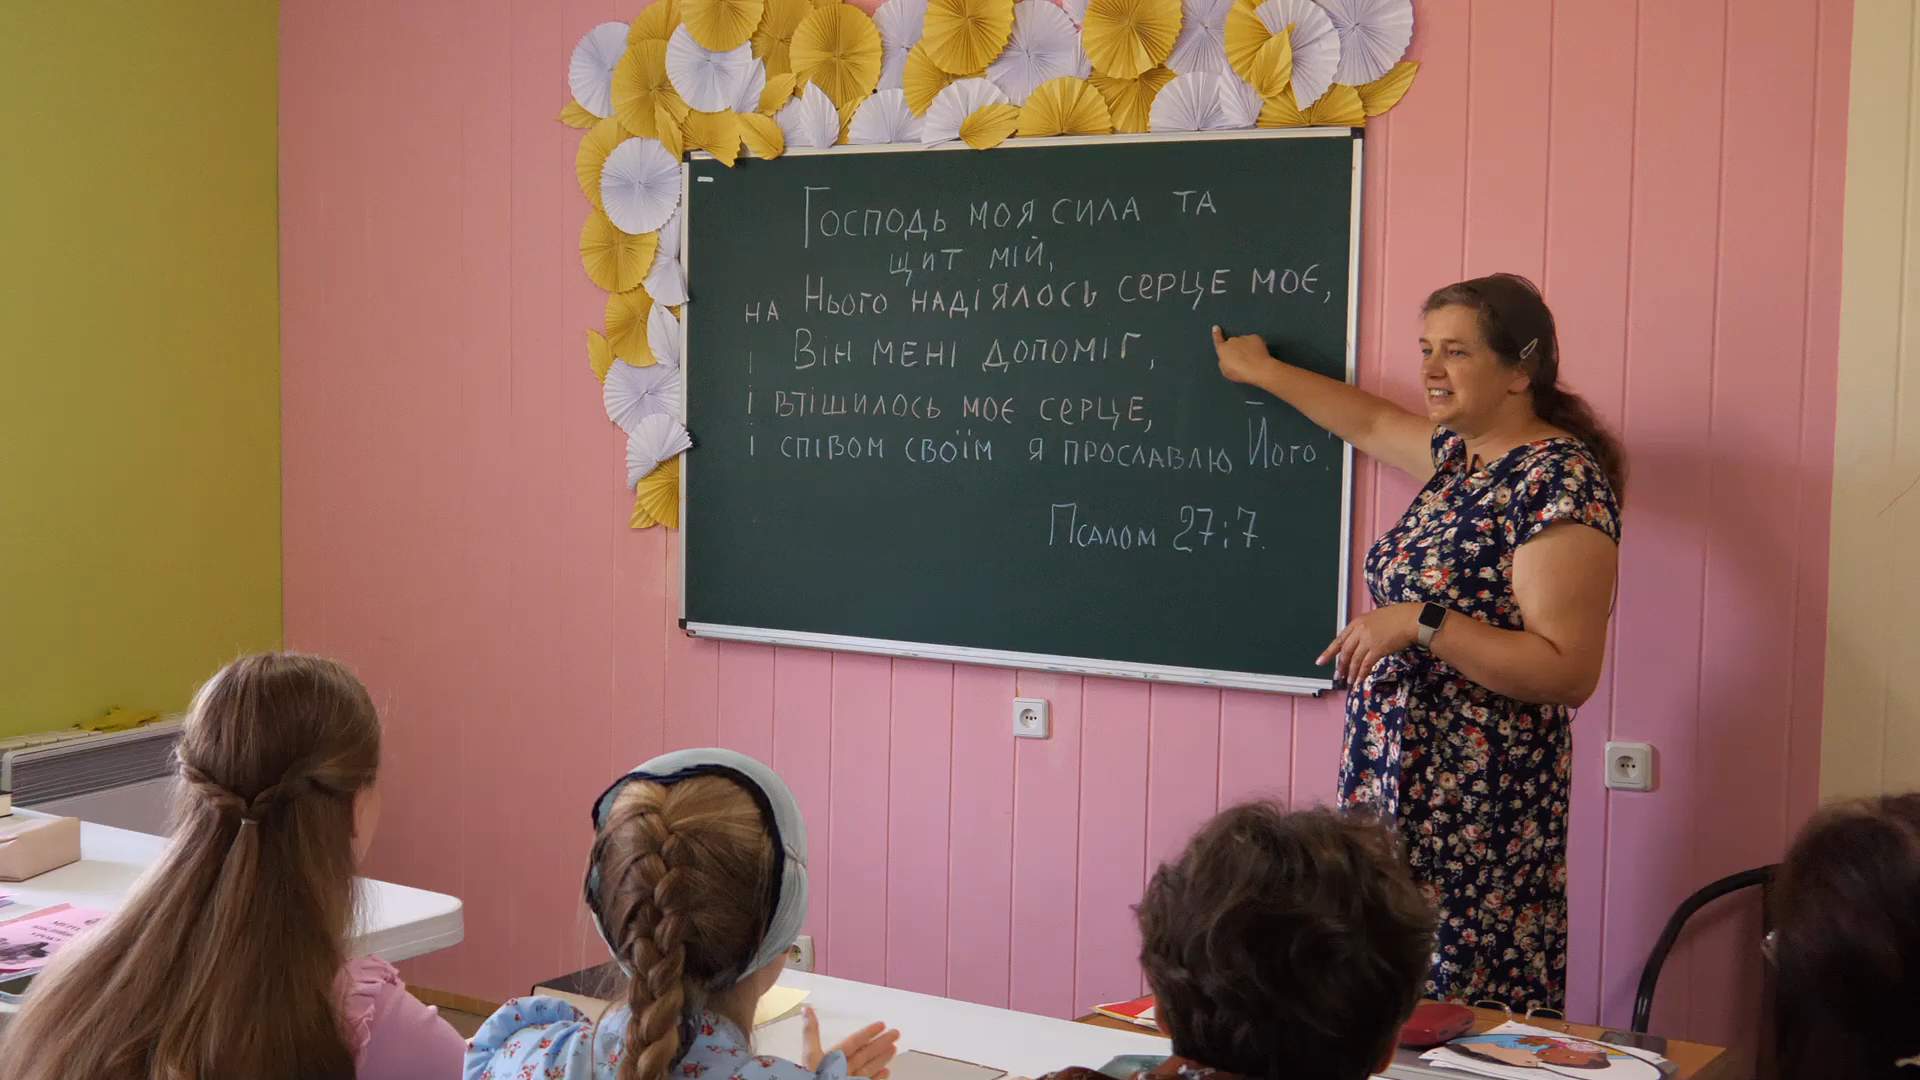 Господь моя сила та
щит мій,
на Нього надіялось серце моє,
і Він мені допоміг,
і втішилось моє серце,
і співом своїм я прославлю Його!
Псалом 27:7.